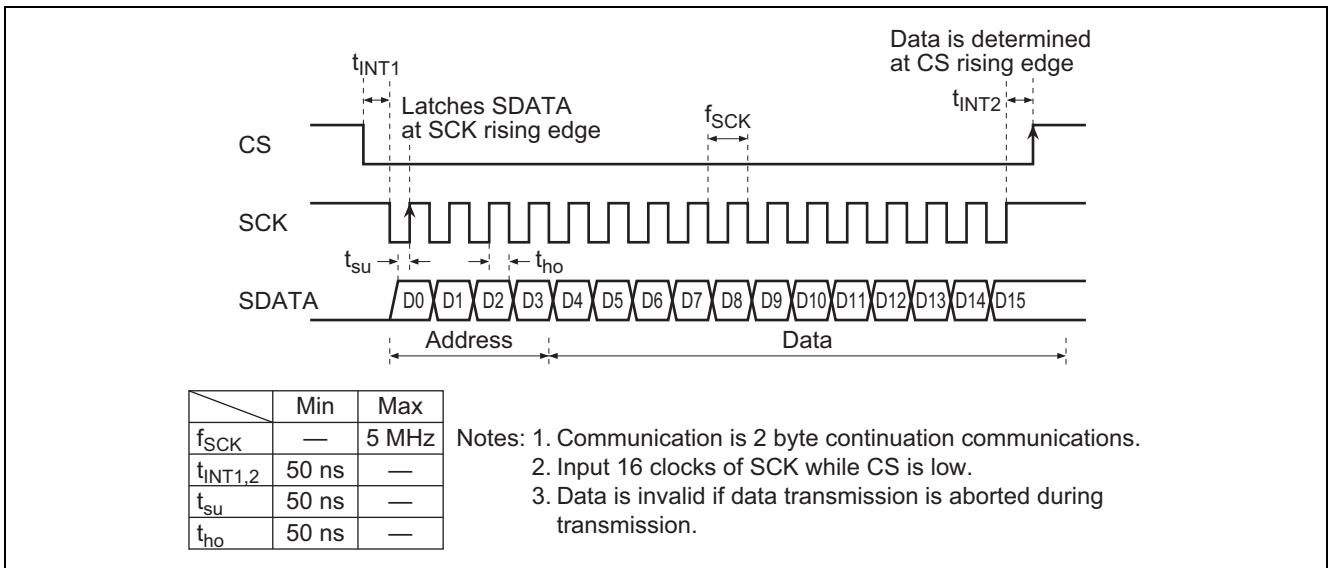 Data is determined
at CS rising edge
tINT1
tINT2
Latches SDATA
at SCK rising edge
fSCK
CS
SCK
tsu
tho
SDATA D0 D1 D2 D3 D4 D5 D6 D7 D8 D9 D10 D11 D12 D13 D14 D15
Address Data
Min Max
fSCK — 5 MHz
tINT1,2 50 ns —
tsu 50 ns —
tho 50 ns —
Notes: 1. Communication is 2 byte continuation communications.
2. Input 16 clocks of SCK while CS is low.
3. Data is invalid if data transmission is aborted during
transmission.